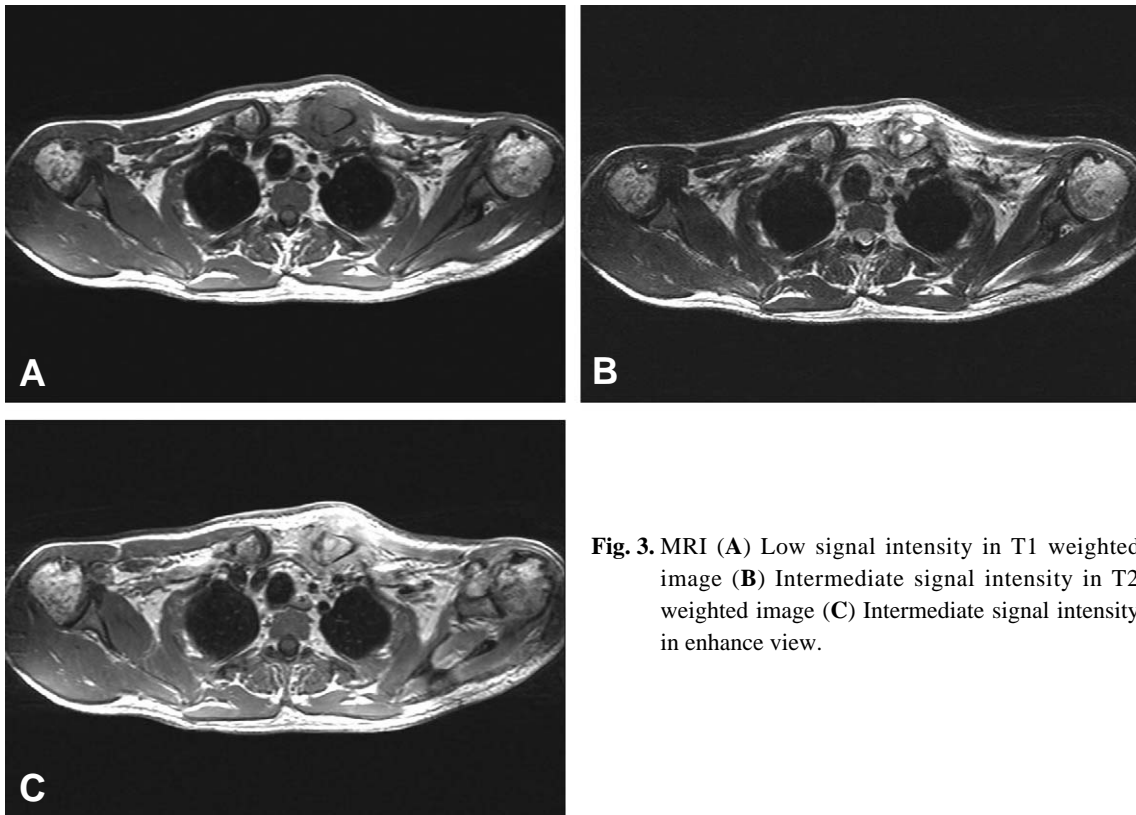 A
B
C
Fig. 3. MRI (A) Low signal intensity in T1 weighted
image (B) Intermediate signal intensity in T2
weighted image (C) Intermediate signal intensity
in enhance view.